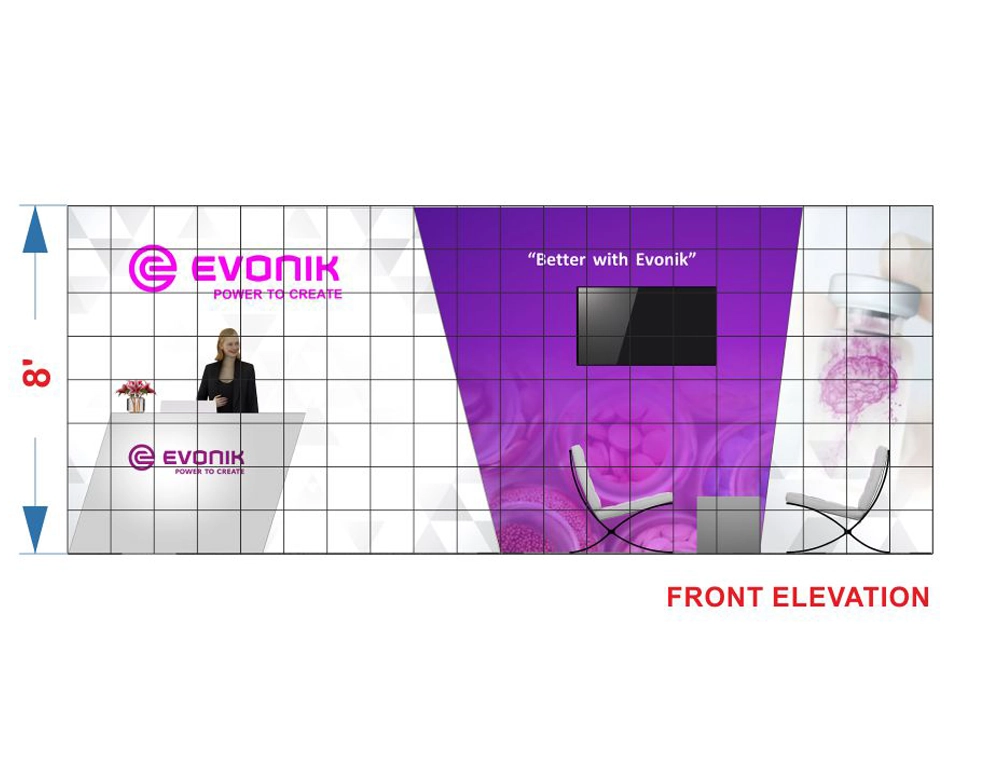 EVONIK
POWER TO CREATE
“Better with Evonik”
8'
EVONIK
POWER TO CREATE
FRONT ELEVATION